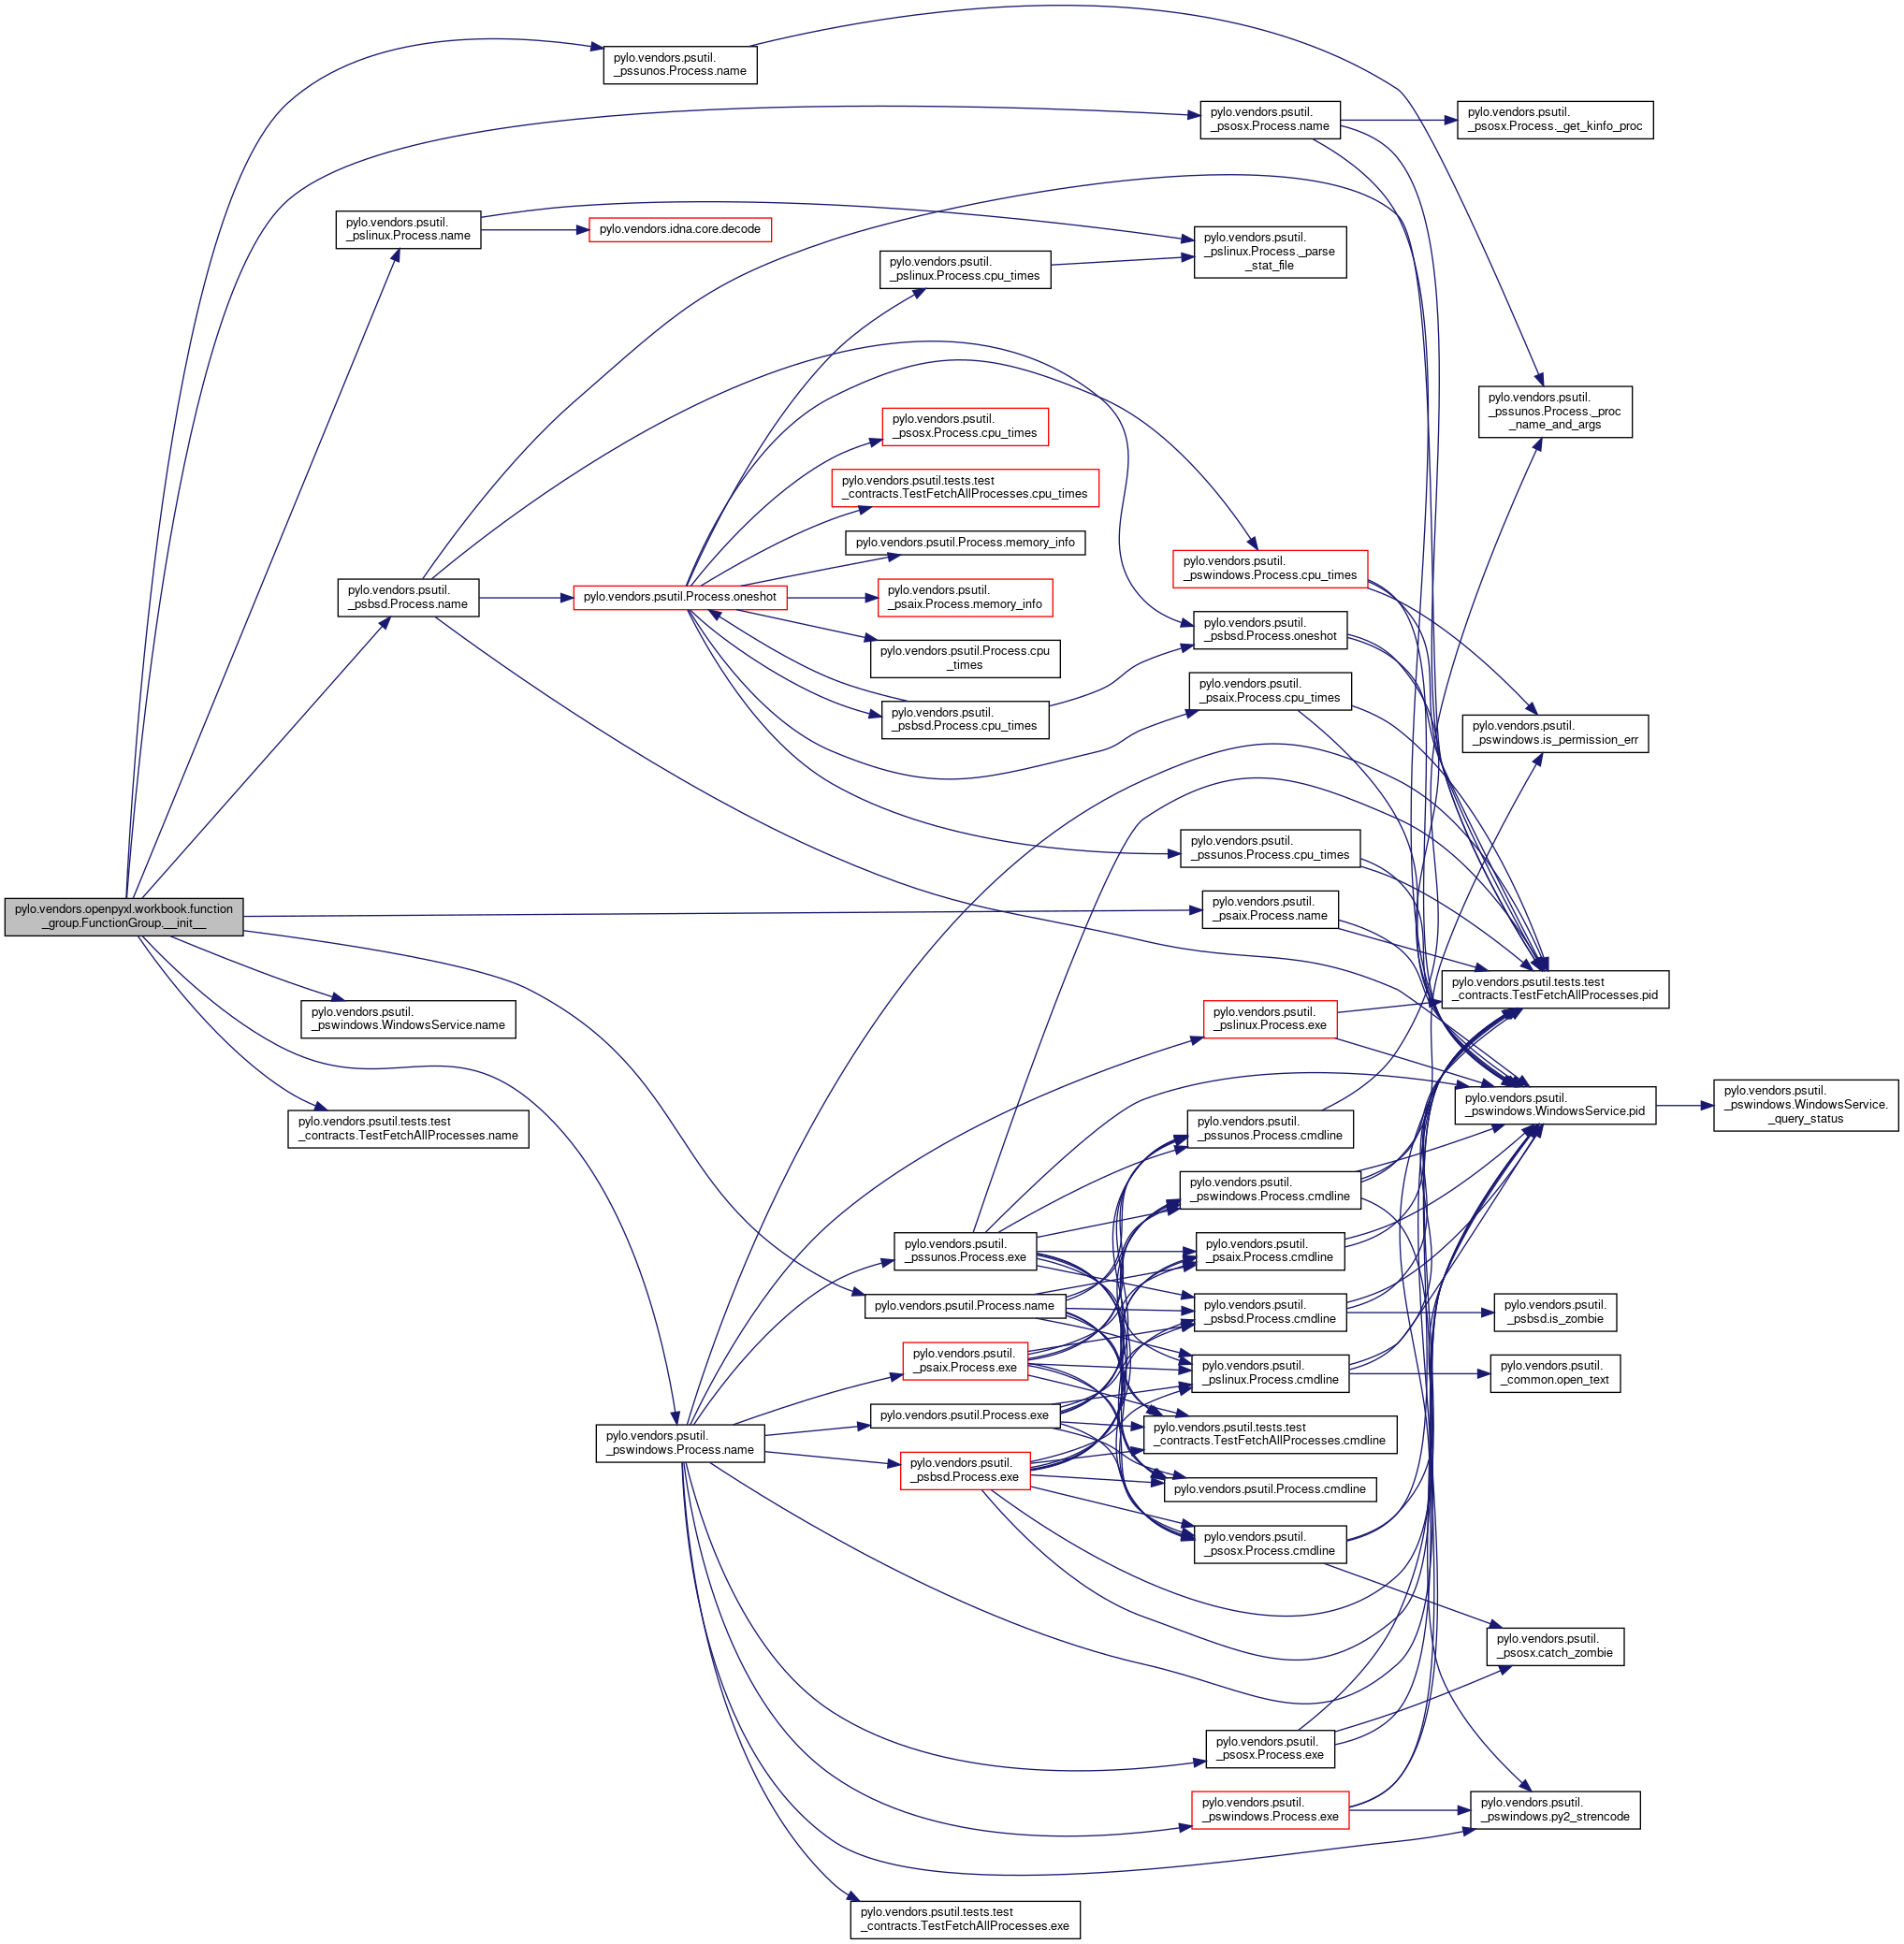 pylo.vendors.psutil.
_pssunos.Process.name
pylo.vendors.psutil.
_psosx.Process.name
pylo.vendors.psutil.
_psosx.Process._get_kinfo_proc
pylo.vendors.psutil.
_pslinux.Process.name
pylo.vendors.idna.core.decode
pylo.vendors.psutil.
_pslinux.Process._parse
_stat_file
pylo.vendors.psutil.
_pslinux.Process.cpu_times
pylo.vendors.psutil.
_pssunos.Process._proc
_name_and_args
pylo.vendors.psutil.
_psosx.Process.cpu_times
pylo.vendors.psutil.tests.test
_contracts.TestFetchAllProcesses.cpu_times
pylo.vendors.psutil.Process.memory_info
pylo.vendors.psutil.
_pswindows.Process.cpu_times
pylo.vendors.psutil.
_psbsd.Process.name
pylo.vendors.psutil.Process.oneshot
pylo.vendors.psutil.
_psaix.Process.memory_info
pylo.vendors.psutil.
_psbsd.Process.oneshot
pylo.vendors.psutil.Process.cpu
_times
pylo.vendors.psutil.
_psaix.Process.cpu_times
pylo.vendors.psutil.
_psbsd.Process.cpu_times
pylo.vendors.psutil.
_pswindows.is_permission_err
pylo.vendors.psutil.
_pssunos.Process.cpu_times
pylo.vendors.openpyxl.workbook.function
_group.FunctionGroup.__init__
pylo.vendors.psutil.
_psaix.Process.name
pylo.vendors.psutil.tests.test
_contracts.TestFetchAllProcesses.pid
pylo.vendors.psutil.
_pswindows.WindowsService.name
pylo.vendors.psutil.
_pslinux.Process.exe
pylo.vendors.psutil.
_pswindows.WindowsService.pid
pylo.vendors.psutil.
_pswindows.WindowsService.
_query_status
pylo.vendors.psutil.tests.test
_contracts.TestFetchAllProcesses.name
pylo.vendors.psutil.
_pssunos.Process.cmdline
pylo.vendors.psutil.
_pswindows.Process.cmdline
pylo.vendors.psutil.
_pssunos.Process.exe
pylo.vendors.psutil.
_psaix.Process.cmdline
pylo.vendors.psutil.Process.name
pylo.vendors.psutil.
_psbsd.Process.cmdline
pylo.vendors.psutil.
_psbsd.is_zombie
pylo.vendors.psutil.
_psaix.Process.exe
pylo.vendors.psutil.
_pslinux.Process.cmdline
pylo.vendors.psutil.
_common.open_text
pylo.vendors.psutil.Process.exe
pylo.vendors.psutil.tests.test
_contracts.TestFetchAllProcesses.cmdline
pylo.vendors.psutil.
_pswindows.Process.name
pylo.vendors.psutil.
_psbsd.Process.exe
pylo.vendors.psutil.Process.cmdline
pylo.vendors.psutil.
_psosx.Process.cmdline
pylo.vendors.psutil.
_psosx.catch_zombie
pylo.vendors.psutil.
_psosx.Process.exe
pylo.vendors.psutil.
_pswindows.Process.exe
pylo.vendors.psutil.
_pswindows.py2_strencode
pylo.vendors.psutil.tests.test
_contracts.TestFetchAllProcesses.exe